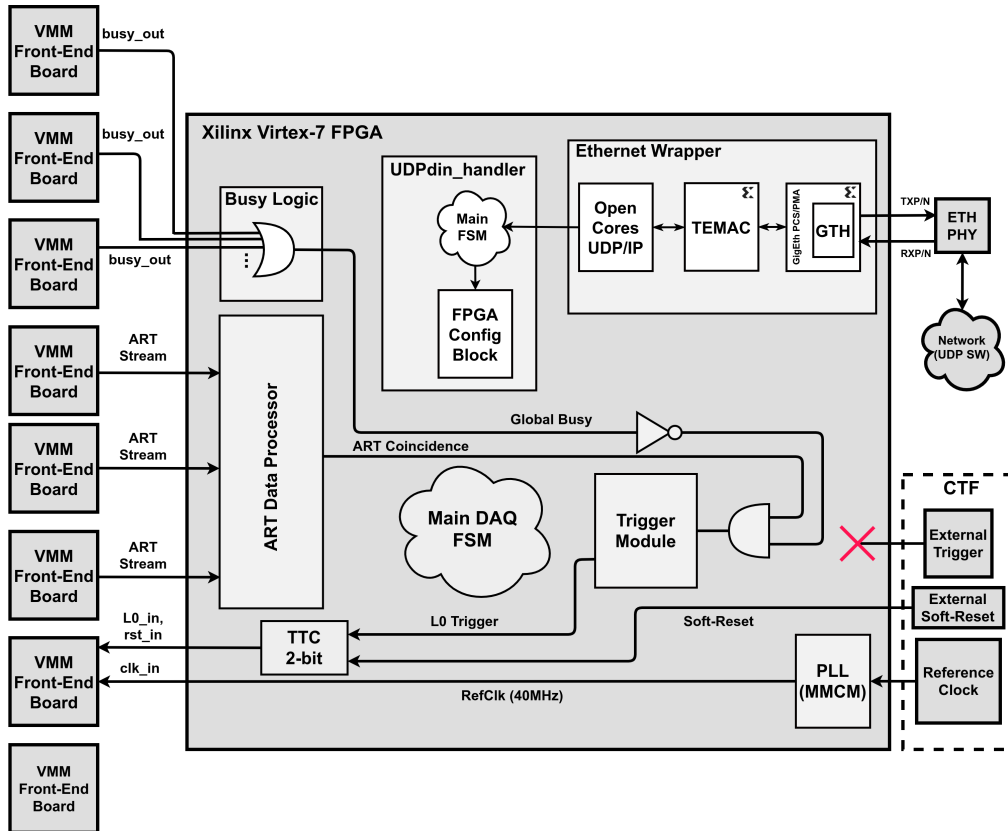 VMM
Front-End
Board
busy_out
VMM
Front-End
Board
busy_out
VMM
Front-End
Board
busy_out
VMM
Front-End
Board
ART
Stream
VMM
Front-End
Board
ART
Stream
VMM
Front-End
Board
ART
Stream
VMM
Front-End
Board
L0_in,
rst_in
clk_in
VMM
Front-End
Board
Xilinx Virtex-7 FPGA
Busy Logic
...
UDPdin_handler
Main
FSM
FPGA
Config
Block
Ethernet Wrapper
Open
Cores
UDP/IP
TEMAC
GigEth PCS/PMA
GTH
TXP/N
RXP/N
ETH
PHY
Network
(UDP SW)
ART Data Processor
Global Busy
ART Coincidence
Main DAQ
FSM
Trigger
Module
L0 Trigger
Soft-Reset
TTC
2-bit
RefClk (40MHz)
PLL
(MMCM)
CTF
External
Trigger
External
Soft-Reset
Reference
Clock